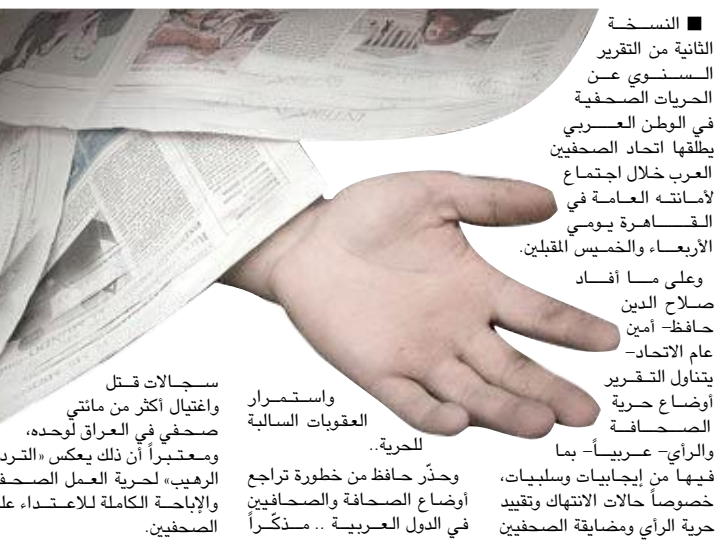 ■ النسخة
الثانية من التقرير
السنوي عن
الحريات الصحفية
في الوطن العربي
يطلقها اتحاد الصحفيين
العرب خلال اجتماع
لأمانته العامة في
القاهرة يومي
الأربعاء والخميس المقبلين.
وعلى ما أفاد
صلاح الدين
حافظ– أمين
عام الاتحاد–
يتناول التقرير
أوضاع حرية
الصحافة
والرأي– عربياً– بما
فيها من إيجابيات وسلبيات،
خصوصاً حالات الانتهاك وتقييد
حرية الرأي ومضايقة الصحفيين
واستمرار
العقوبات السالبة
للحرية..
وحذّر حافظ من خطورة تراجع
أوضاع الصحافة والصحافيين
في الدول العربية .. مذكّراً
سجالات قتل
واغتيال أكثر من مائتي
صحفي في العراق لوحده،
ومعتبراً أن ذلك يعكس
الرهيب» لحرية العمل
والإباحة الكاملة للاعتداء
الصحفيين.